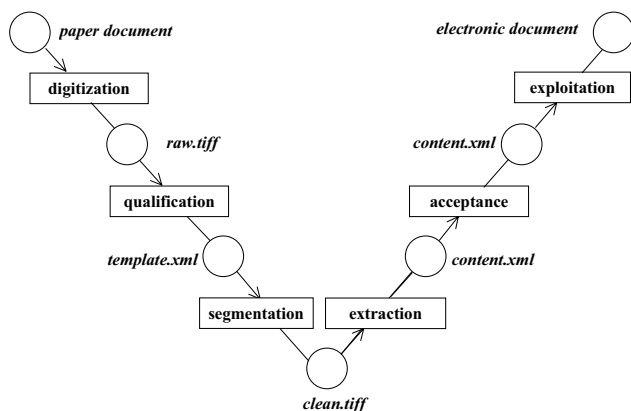 paper document
electronic document
digitization
exploitation
raw.tiff
content.xml
qualification
acceptance
template.xml
content.xml
segmentation
extraction
clean.tiff